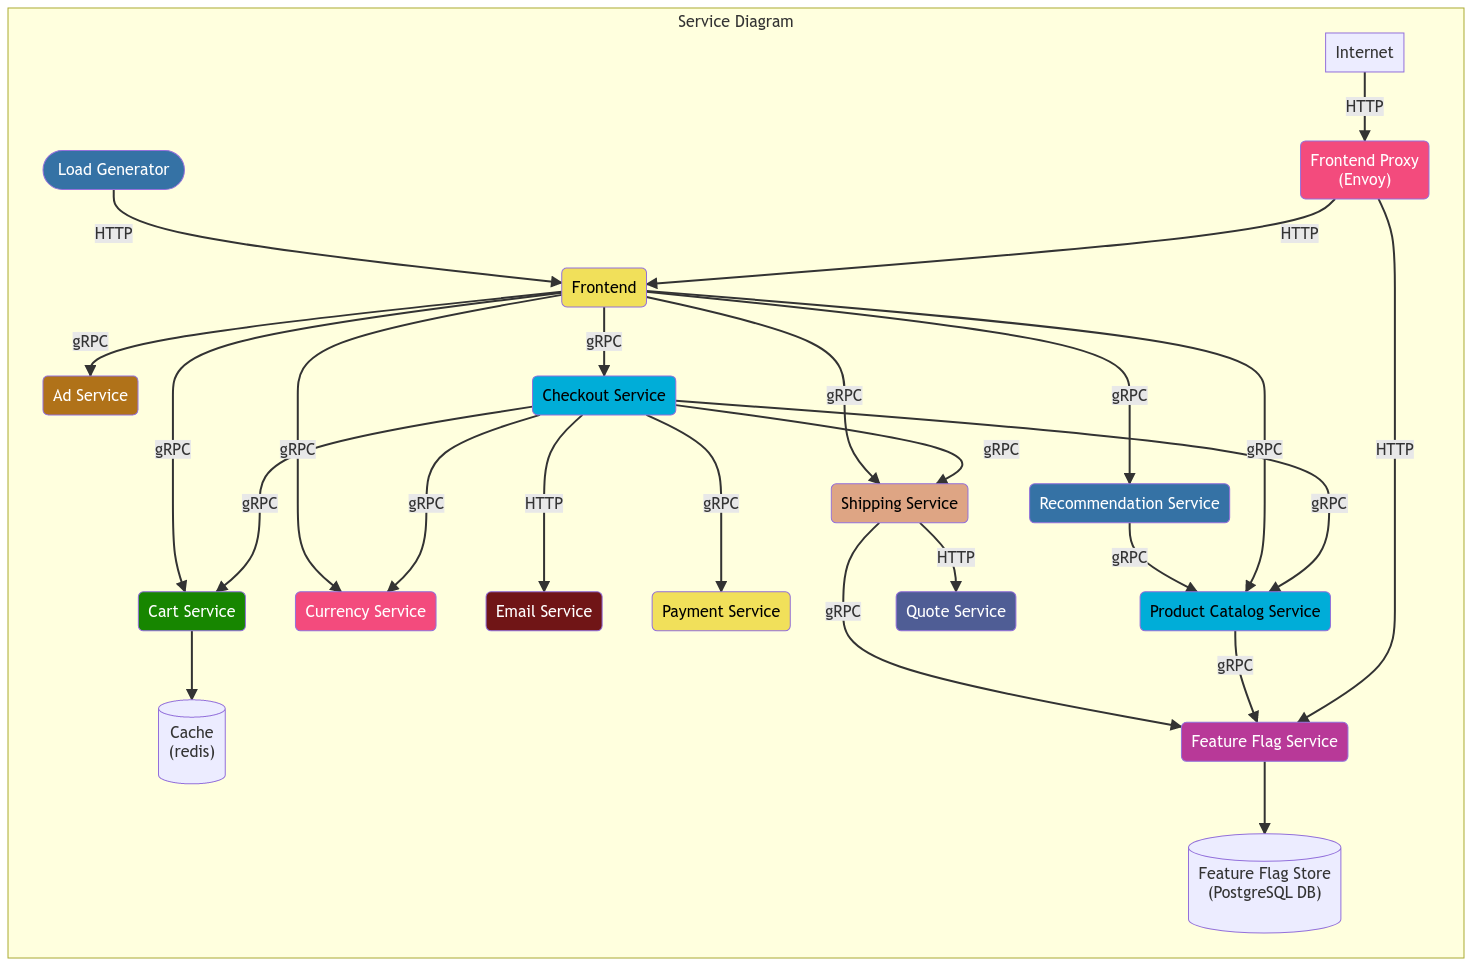 Service Diagram
Internet
HTTP
Load Generator
Frontend Proxy
(Envoy)
HTTP
HTTP
Frontend
gRPC
gRPC
Ad Service
Checkout Service
gRPC
gRPC
gRPC
gRPC
gRPC
gRPC
HTTP
gRPC
gRPC
HTTP
gRPC
Shipping Service
Recommendation Service
gRPC
HTTP
gRPC
Cart Service
Currency Service
Email Service
Payment Service
gRPC
Quote Service
Product Catalog Service
gRPC
Cache
(redis)
Feature Flag Service
Feature Flag Store
(PostgreSQL DB)